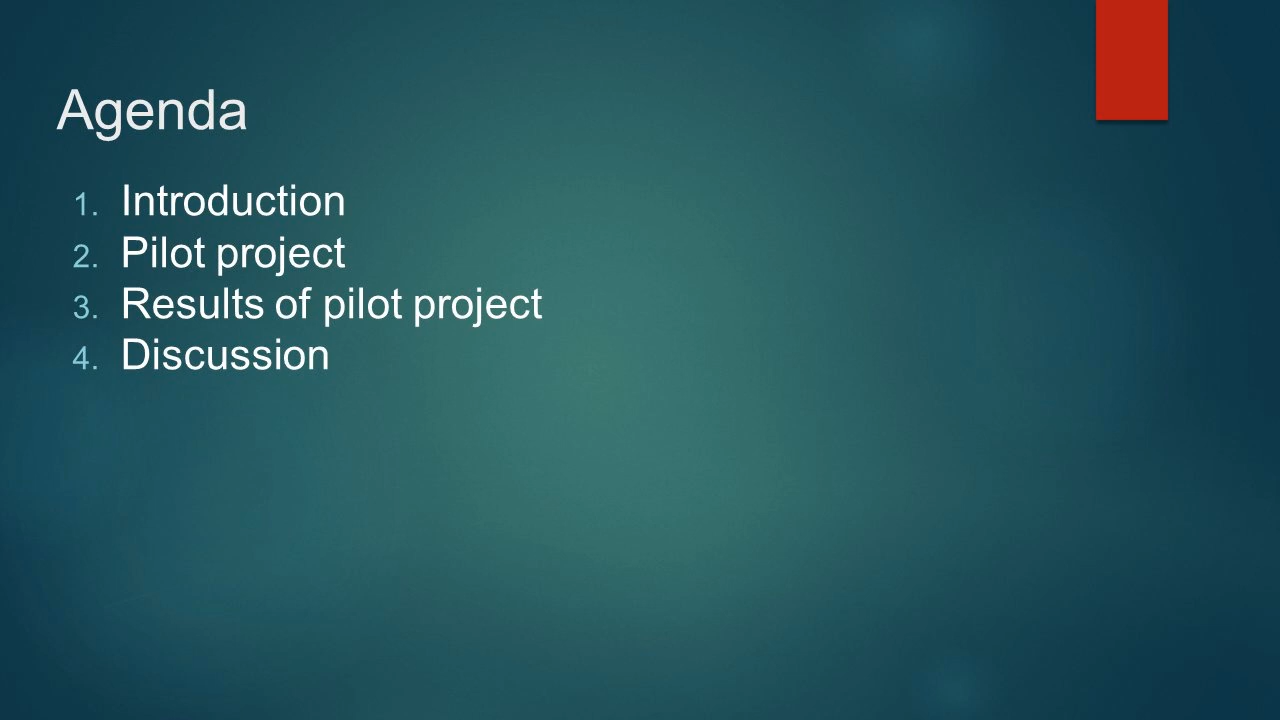 Agenda
1. Introduction
2. Pilot project
3. Results of pilot project
4. Discussion